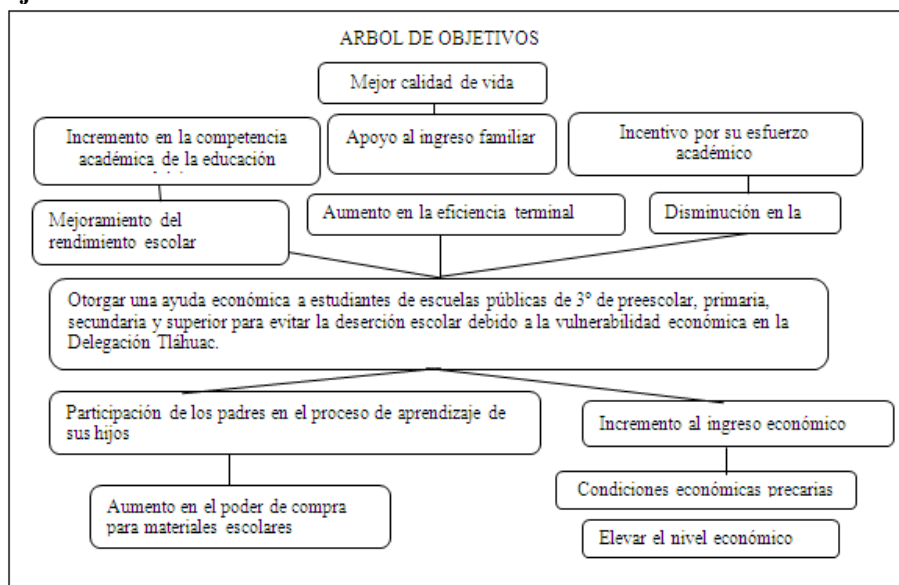 ARBOL DE OBJETIVOS
Mejor calidad de vida
Incremento en la competencia
académica de la educación
Apoyo al ingreso familiar
Incentivo por su esfuerzo
académico
Mejoramiento del
rendimiento escolar
Aumento en la eficiencia terminal
Disminución en la
Otorgar una ayuda económica a estudiantes de escuelas públicas de 3º de preescolar, primaria,
secundaria y superior para evitar la deserción escolar debido a la vulnerabilidad económica en la
Delegación Tláhuac.
Participación de los padres en el proceso de aprendizaje de
sus hijos
Incremento al ingreso económico
Aumento en el poder de compra
para materiales escolares
Condiciones económicas precarias
Elevar el nivel económico